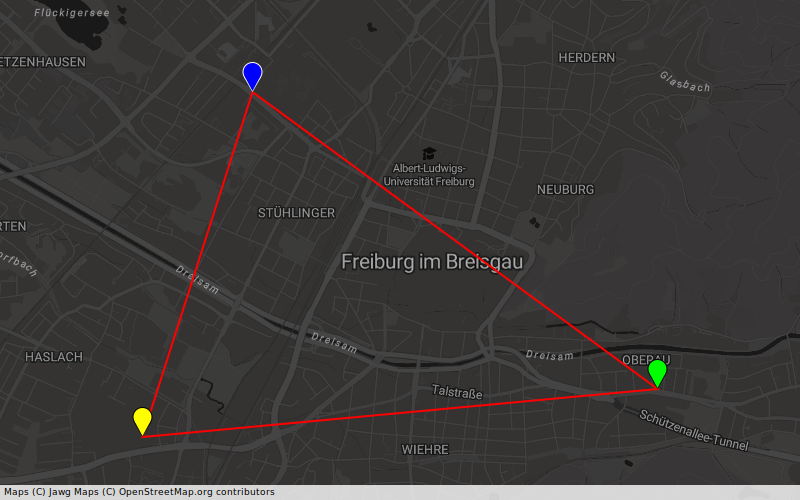 Flückigersee
ETZENHAUSEN
HERDERN
Glasbach
Albert-Ludwigs-
Universität Freiburg
NEUBURG
STÜHLINGER
RTEN
orfbach
Freiburg im Breisgau
Dreisam
Dreisam
Dreisam
HASLACH
OBERAU
Talstraße
Schützenallee-Tunnel
WIEHRE
Maps (C) Jawg Maps (C) OpenStreetMap.org contributors